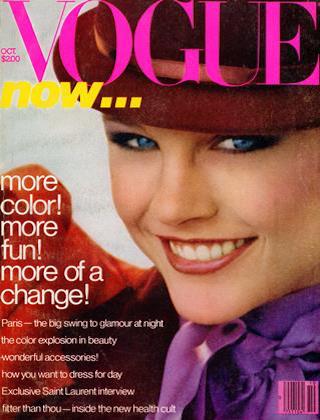 VOGUE
OCT.
$2.00
now...
more
color!
more
fun!
more of a
change!
Paris—the big swing to glamour at night
the color explosion in beauty
wonderful accessories!
how you want to dress for day
Exclusive Saint Laurent interview
fitter than thou—inside the new health cult